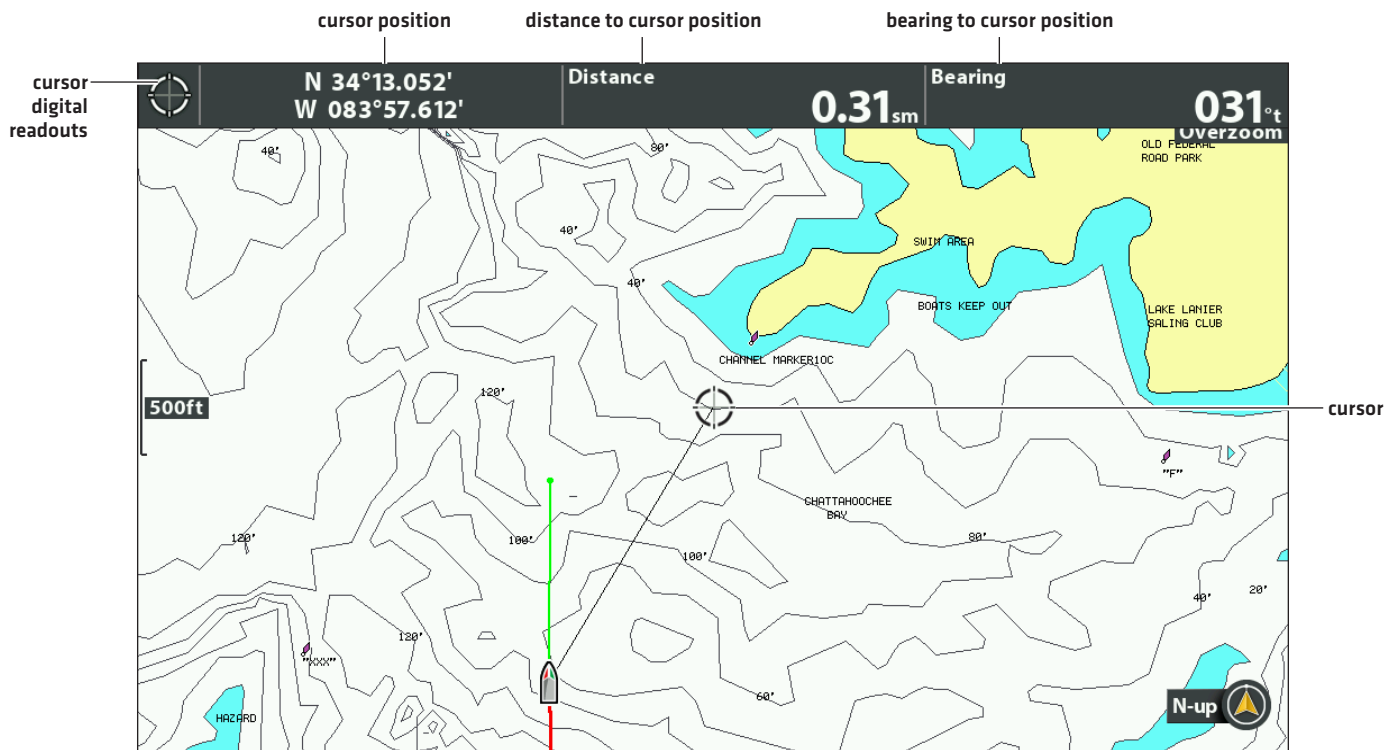 cursor position
distance to cursor position
bearing to cursor position
cursor
digital
readouts
N 34°13.052'
W 083°57.612'
Distance
0.31sm
Bearing
031°t
Overzoom
OLD FEDERAL
ROAD PARK
40'
80'
40'
SWIM AREA
40'
BOATS KEEP OUT
LAKE LANIER
SALING CLUB
CHANNEL MARKER10C
120'
500ft
cursor
"F"
CHATTAHOOCHEE
BAY
120'
100'
80'
100'
40'
20'
120'
"XXX"
60'
N-up
HAZARD